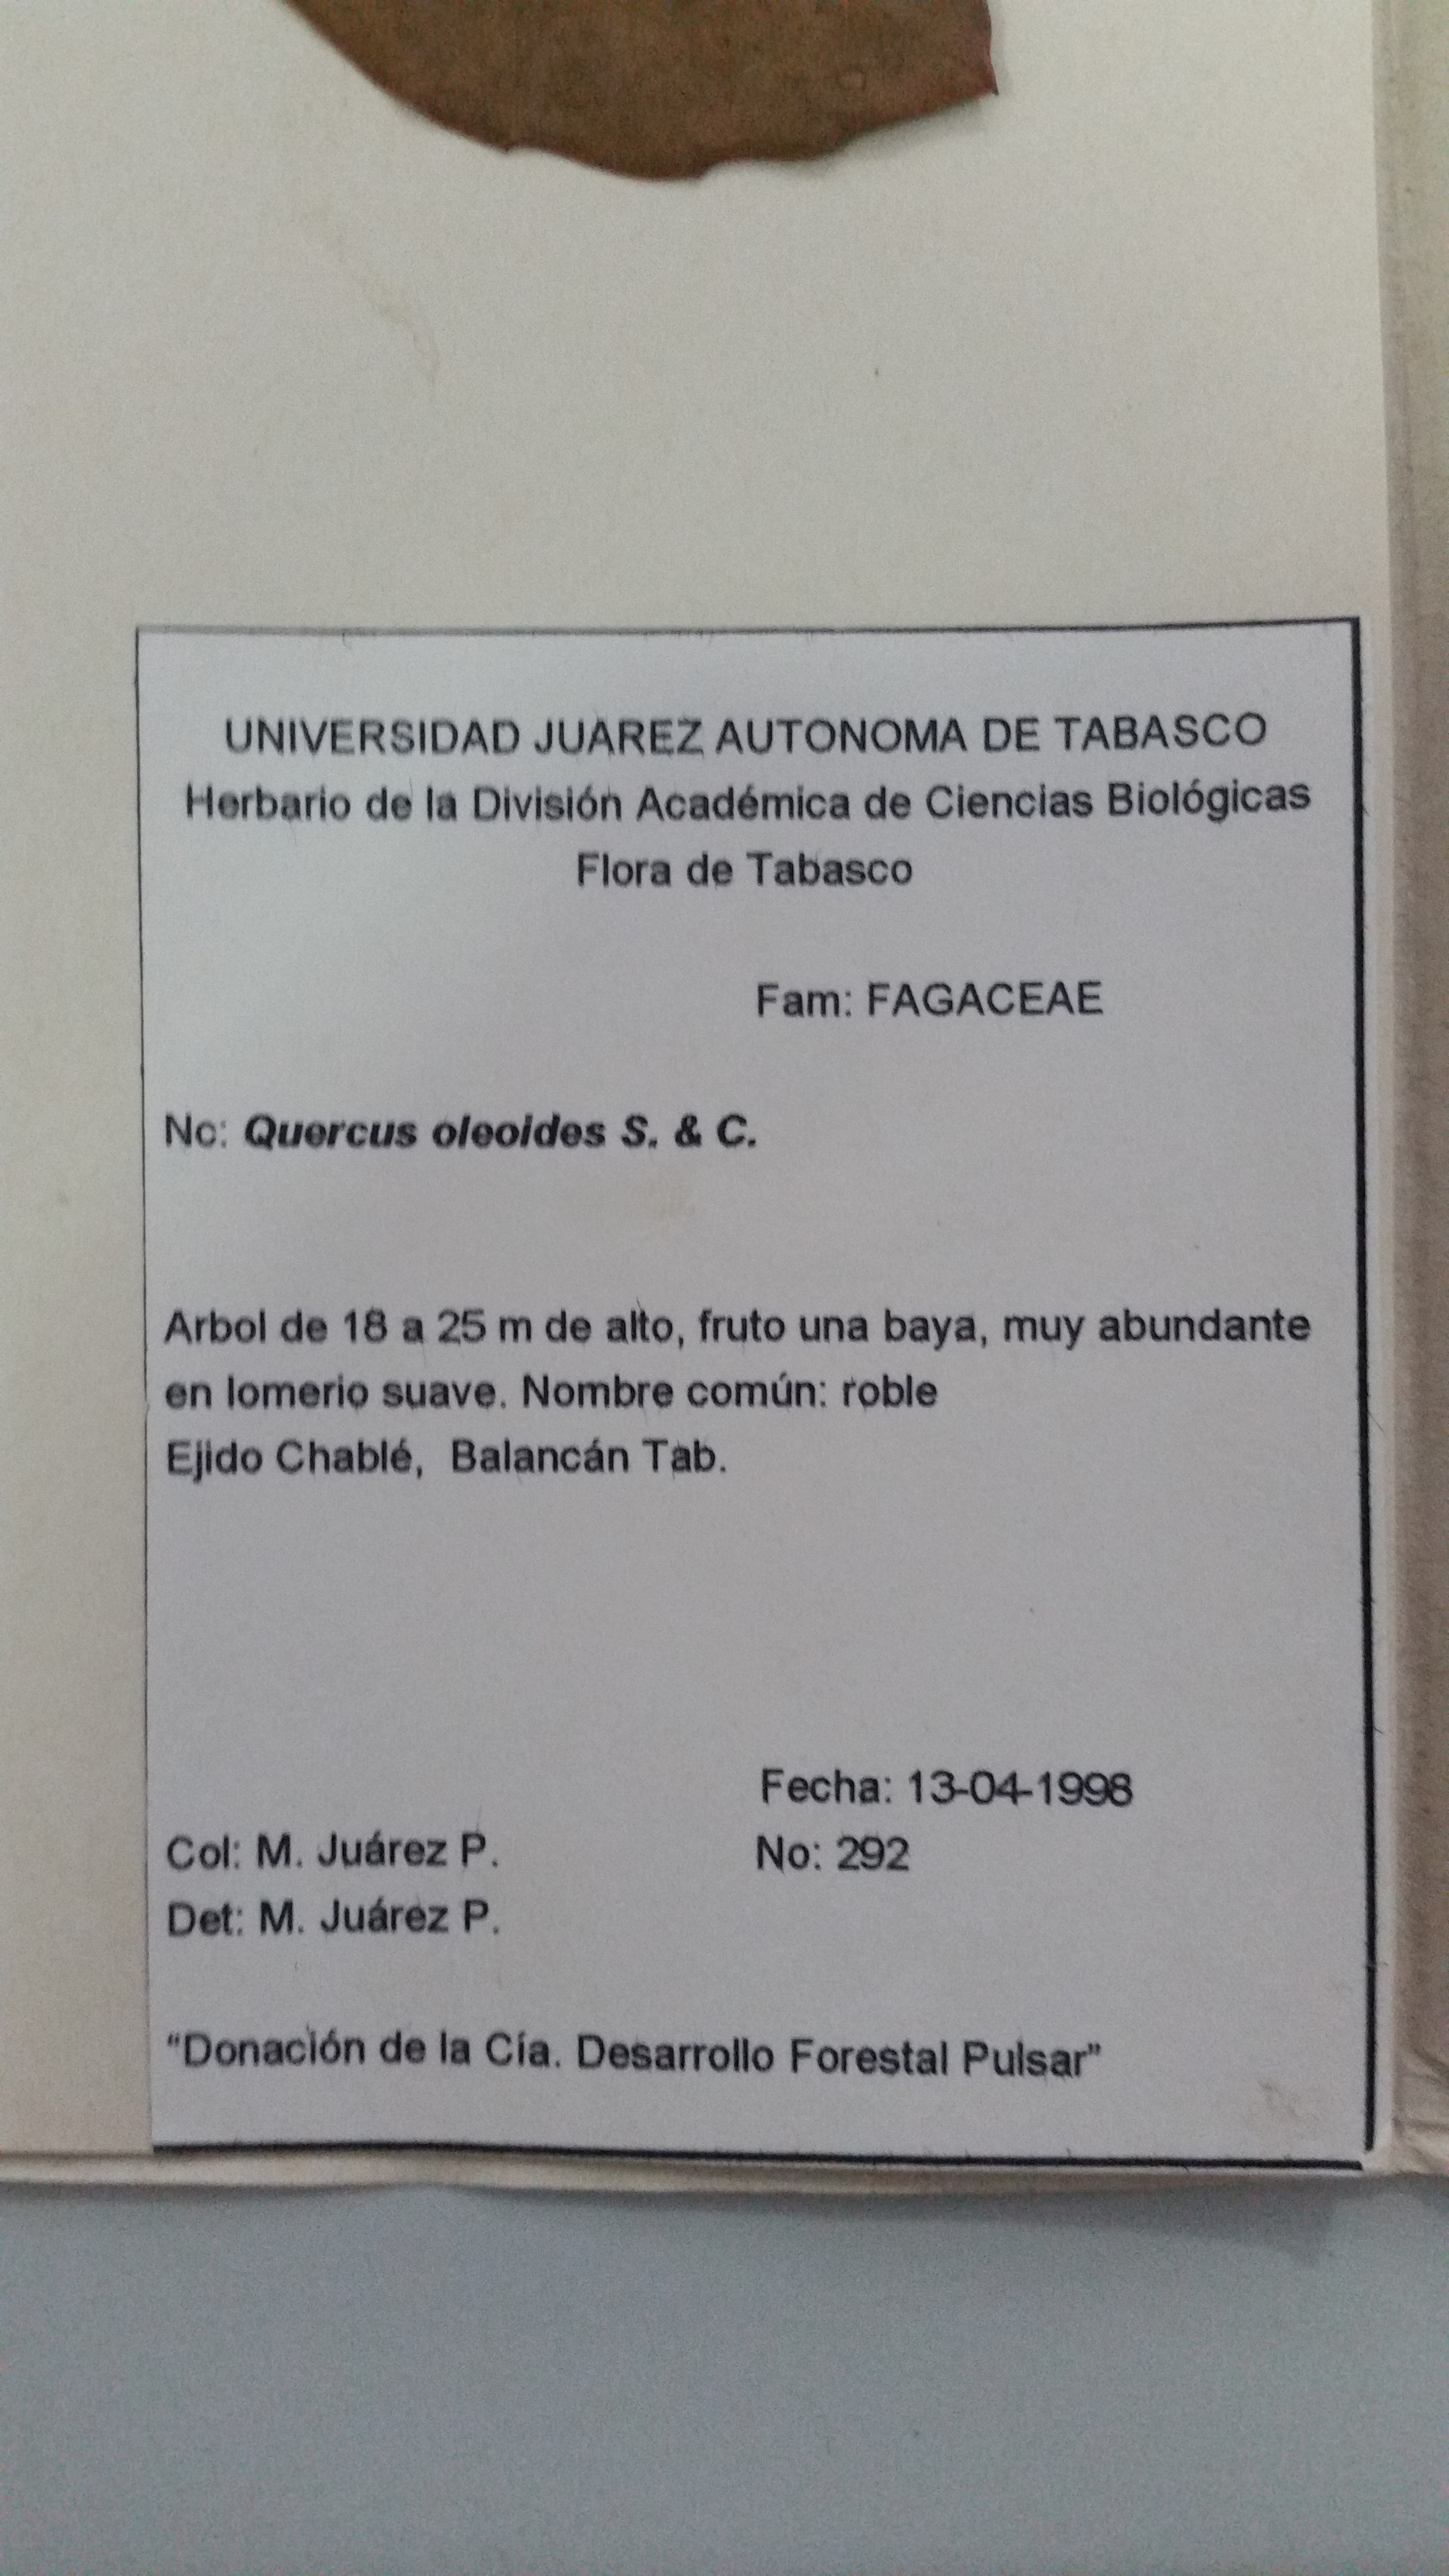 UNIVERSIDAD JUAREZ AUTONOMA DE TABASCO
Herbario de la División Académica de Ciencias Biológicas
Flora de Tabasco
Fam: FAGACEAE
Nc: Quercus oleoides S. & C.
Arbol de 18 a 25 m de alto, fruto una baya, muy abundante
en lomerio suave. Nombre común: roble
Ejido Chablé, Balancán Tab.
Fecha: 13-04-1998
Col: M. Juárez P. No: 292
Det: M. Juárez P.
“Donación de la Cía. Desarrollo Forestal Pulsar”